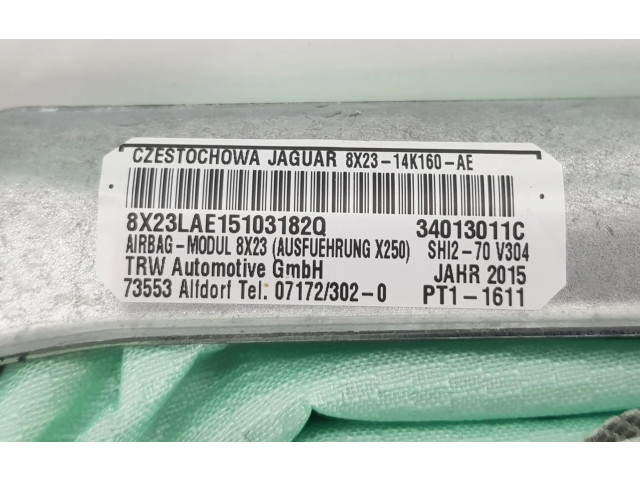 CZESTOCHOWA JAGUAR 8X23-14K160-AE
8X23LAE15103182Q 34013011C
AIRBAG-MODUL 8X23 (AUSFUEHRUNG X250) SHI2-70 V304
TRW Automotive GmbH JAHR 2015
73553 Alfdorf Tel. 07172/302-0 PT1-1611